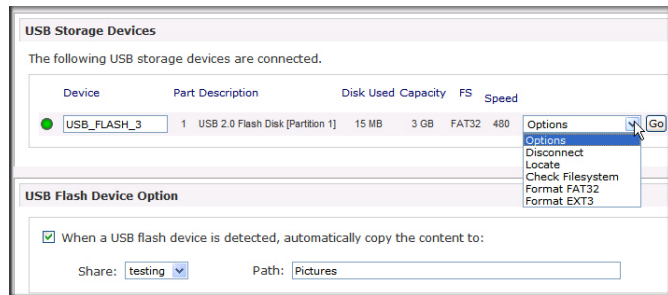 USB Storage Devices
The following USB storage devices are connected.
Device Part Description Disk Used Capacity FS Speed
USB_FLASH_3 1 USB 2.0 Flash Disk [Partition 1] 15 MB 3 GB FAT32 480 Options Go
Options
Disconnect
Locate
Check Filesystem
Format FAT32
Format EXT3
USB Flash Device Option
When a USB flash device is detected, automatically copy the content to:
Share: testing Path: Pictures